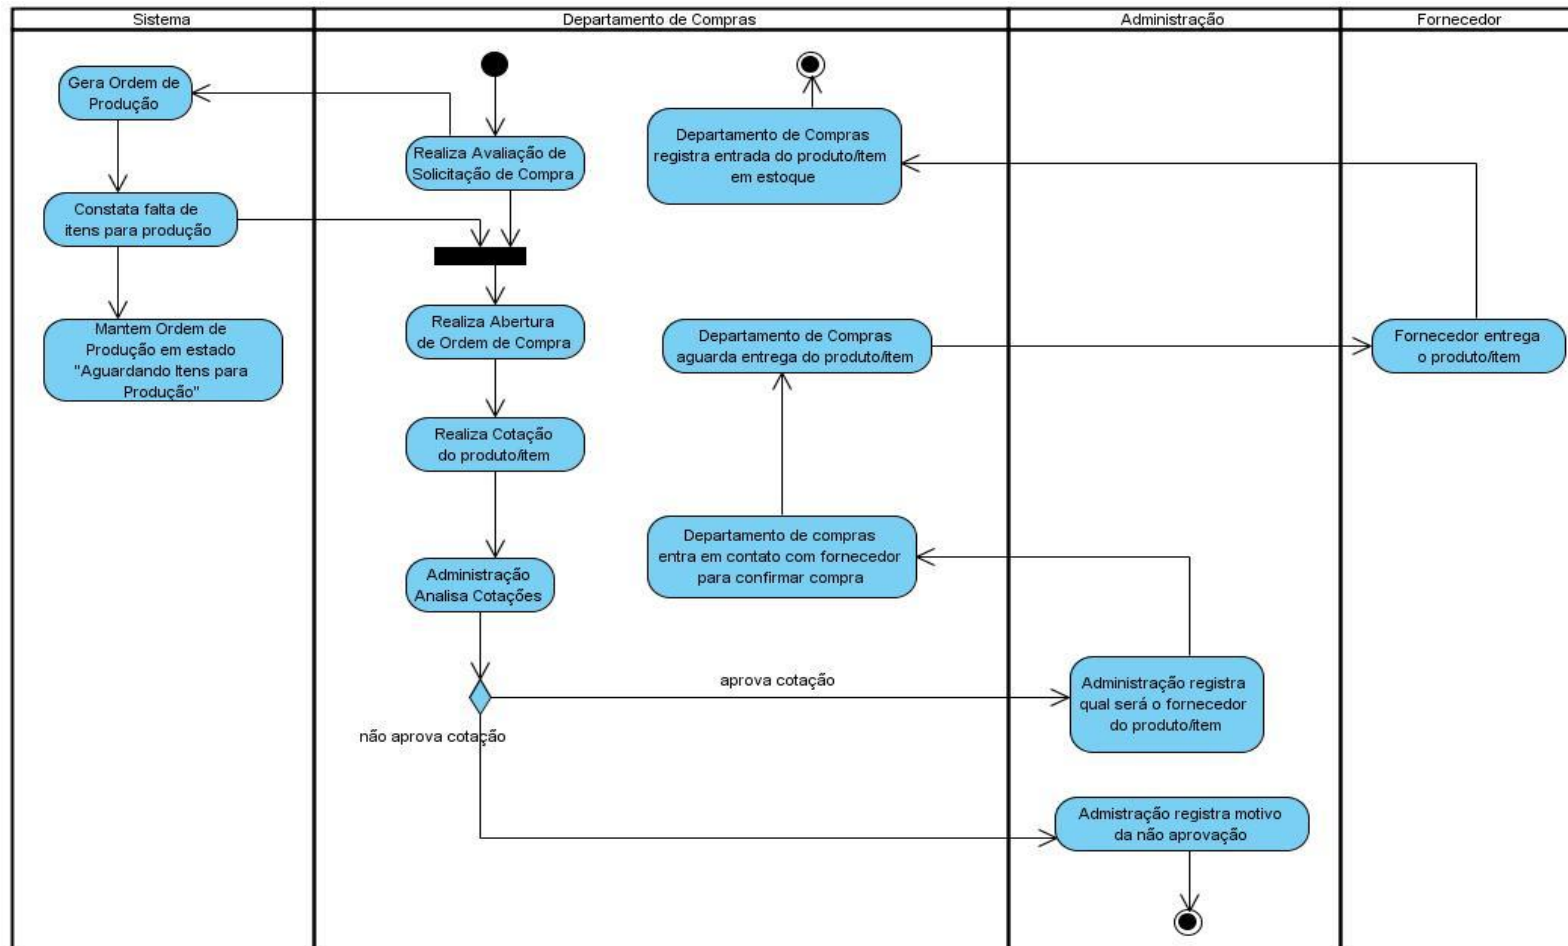 Sistema
Departamento de Compras
Administração
Fornecedor
Gera Ordem de
Produção
Constata falta de
itens para produção
Mantem Ordem de
Produção em estado
"Aguardando Itens para
Produção"
Realiza Avaliação de
Solicitação de Compra
Realiza Abertura
de Ordem de Compra
Realiza Cotação
do produto/item
Administração
Analisa Cotações
não aprova cotação
aprova cotação
Departamento de Compras
registra entrada do produto/item
em estoque
Departamento de Compras
aguarda entrega do produto/item
Departamento de compras
entra em contato com fornecedor
para confirmar compra
Administração registra
qual será o fornecedor
do produto/item
Admistração registra motivo
da não aprovação
Fornecedor entrega
o produto/item